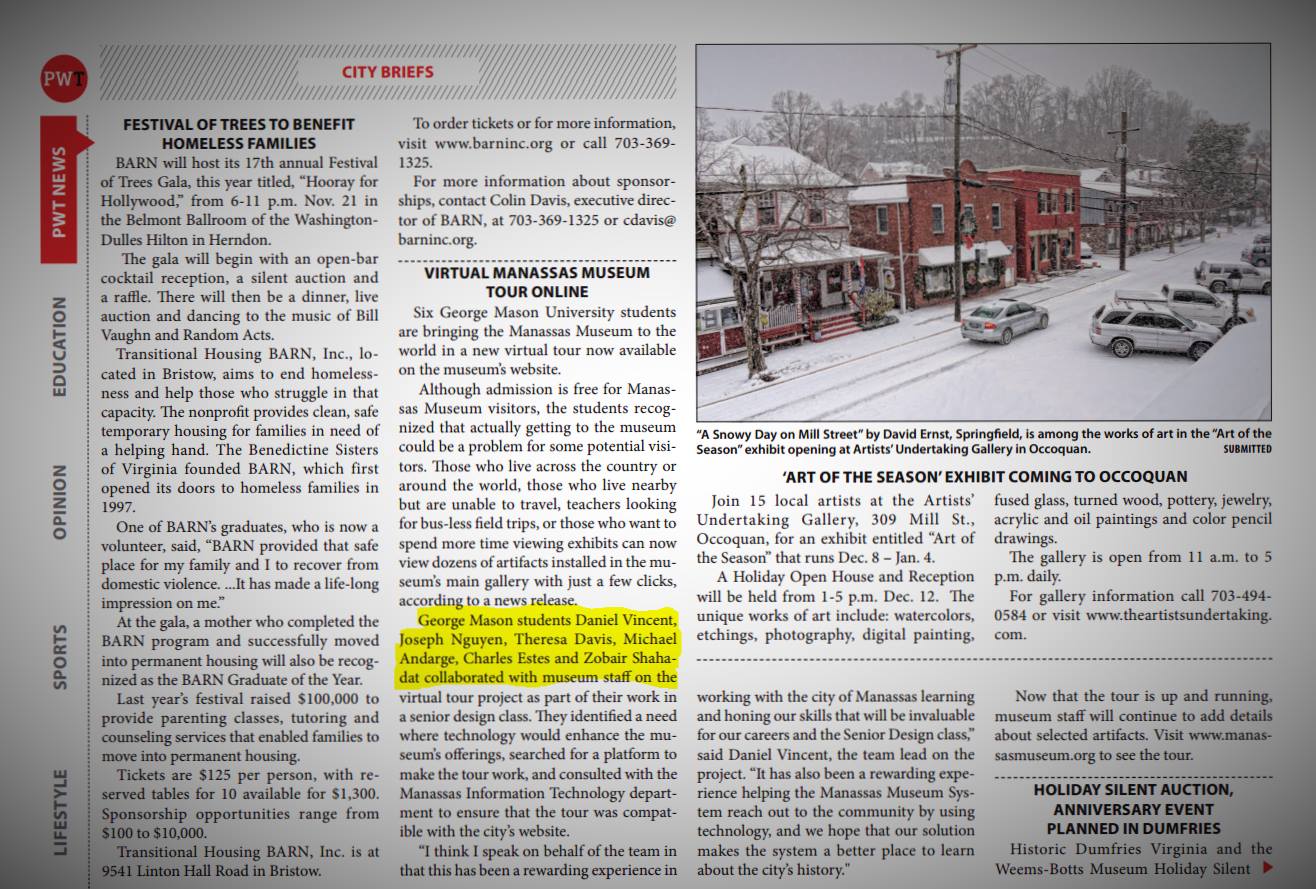 PWT
CITY BRIEFS
PWT NEWS
EDUCATION
OPINION
SPORTS
LIFESTYLE
FESTIVAL OF TREES TO BENEFIT
HOMELESS FAMILIES
BARN will host its 17th annual Festival
of Trees Gala, this year titled, “Hooray for
Hollywood,” from 6-11 p.m. Nov. 21 in
the Belmont Ballroom of the Washington-
Dulles Hilton in Herndon.
The gala will begin with an open-bar
cocktail reception, a silent auction and
a raffle. There will then be a dinner, live
auction and dancing to the music of Bill
Vaughn and Random Acts.
Transitional Housing BARN, Inc., lo-
cated in Bristow, aims to end homeless-
ness and help those who struggle in that
capacity. The nonprofit provides clean, safe
temporary housing for families in need of
a helping hand. The Benedictine Sisters
of Virginia founded BARN, which first
opened its doors to homeless families in
1997.
One of BARN’s graduates, who is now a
volunteer, said, “BARN provided that safe
place for my family and I to recover from
domestic violence. ...It has made a life-long
impression on me.”
At the gala, a mother who completed the
BARN program and successfully moved
into permanent housing will also be recog-
nized as the BARN Graduate of the Year.
Last year’s festival raised $100,000 to
provide parenting classes, tutoring and
counseling services that enabled families to
move into permanent housing.
Tickets are $125 per person, with re-
served tables for 10 available for $1,300.
Sponsorship opportunities range from
$100 to $10,000.
Transitional Housing BARN, Inc. is at
9541 Linton Hall Road in Bristow.
To order tickets or for more information,
visit www.barninc.org or call 703-369-
1325.
For more information about sponsor-
ships, contact Colin Davis, executive direc-
tor of BARN, at 703-369-1325 or cdavis@
barninc.org.
VIRTUAL MANASSAS MUSEUM
TOUR ONLINE
Six George Mason University students
are bringing the Manassas Museum to the
world in a new virtual tour now available
on the museum’s website.
Although admission is free for Manas-
sas Museum visitors, the students recog-
nized that actually getting to the museum
could be a problem for some potential visi-
tors. Those who live across the country or
around the world, those who live nearby
but are unable to travel, teachers looking
for bus-less field trips, or those who want to
spend more time viewing exhibits can now
view dozens of artifacts installed in the mu-
seum’s main gallery with just a few clicks,
according to a news release.
George Mason students Daniel Vincent,
Joseph Nguyen, Theresa Davis, Michael
Andarge, Charles Estes and Zobair Shaha-
dat collaborated with museum staff on the
virtual tour project as part of their work in
a senior design class. They identified a need
where technology would enhance the mu-
seum’s offerings, searched for a platform to
make the tour work, and consulted with the
Manassas Information Technology depart-
ment to ensure that the tour was compat-
ible with the city’s website.
“I think I speak on behalf of the team in
that this has been a rewarding experience in
“A Snowy Day on Mill Street” by David Ernst, Springfield, is among the works of art in the “Art of the
Season” exhibit opening at Artists’ Undertaking Gallery in Occoquan. SUBMITTED
‘ART OF THE SEASON’ EXHIBIT COMING TO OCCOQUAN
Join 15 local artists at the Artists’
Undertaking Gallery, 309 Mill St.,
Occoquan, for an exhibit entitled “Art of
the Season” that runs Dec. 8 – Jan. 4.
A Holiday Open House and Reception
will be held from 1-5 p.m. Dec. 12. The
unique works of art include: watercolors,
etchings, photography, digital painting,
fused glass, turned wood, pottery, jewelry,
acrylic and oil paintings and color pencil
drawings.
The gallery is open from 11 a.m. to 5
p.m. daily.
For gallery information call 703-494-
0584 or visit www.theartistsundertaking.
com.
working with the city of Manassas learning
and honing our skills that will be invaluable
for our careers and the Senior Design class,”
said Daniel Vincent, the team lead on the
project. “It has also been a rewarding expe-
rience helping the Manassas Museum Sys-
tem reach out to the community by using
technology, and we hope that our solution
makes the system a better place to learn
about the city’s history.”
Now that the tour is up and running,
museum staff will continue to add details
about selected artifacts. Visit www.manas-
sasmuseum.org to see the tour.
HOLIDAY SILENT AUCTION,
ANNIVERSARY EVENT
PLANNED IN DUMFRIES
Historic Dumfries Virginia and the
Weems-Botts Museum Holiday Silent